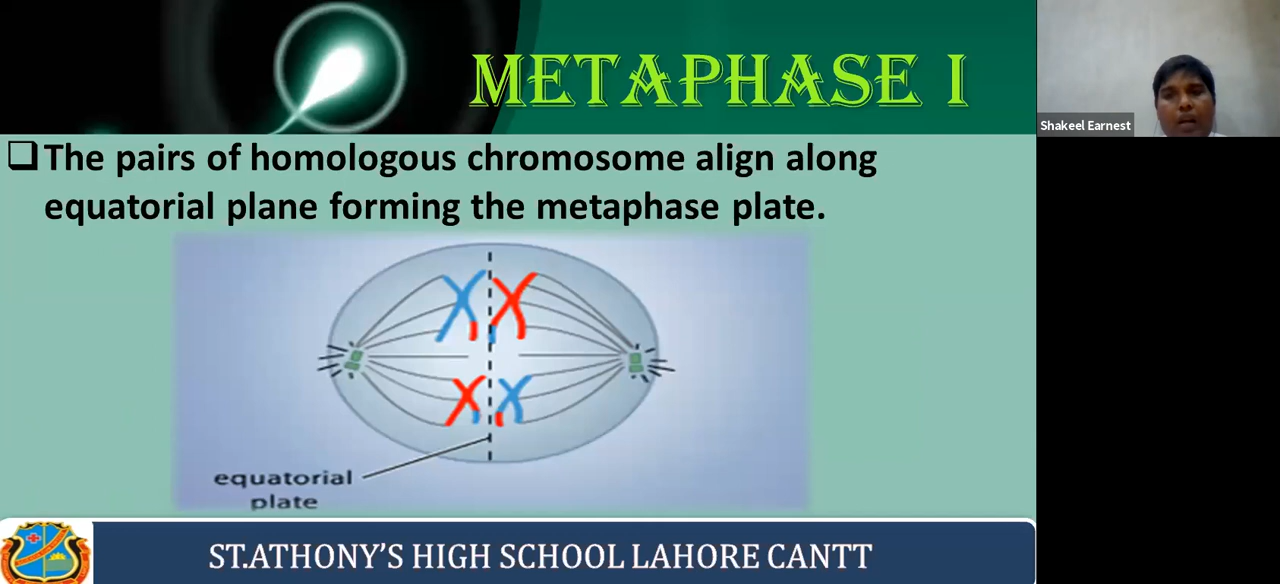 METAPHASE I
Shakeel Earnest
❑The pairs of homologous chromosome align along
equatorial plane forming the metaphase plate.
equatorial
plate
ST.ATHONY'S HIGH SCHOOL LAHORE CANTT